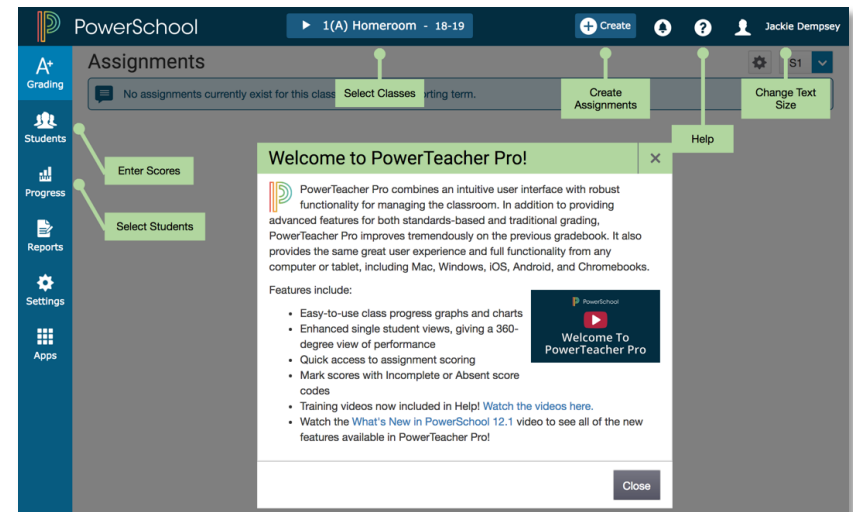 PowerSchool
1(A) Homeroom - 18-19
Create
?
Jackie Dempsey
A+
Grading
Students
Progress
Reports
Settings
Apps
Assignments
S1
No assignments currently exist for this class
rting term.
Select Classes
Create
Assignments
Change Text
Size
Help
Enter Scores
Select Students
Welcome to PowerTeacher Pro!
×
PowerTeacher Pro combines an intuitive user interface with robust
functionality for managing the classroom. In addition to providing
advanced features for both standards-based and traditional grading,
PowerTeacher Pro improves tremendously on the previous gradebook. It also
provides the same great user experience and full functionality from any
computer or tablet, including Mac, Windows, iOS, Android, and Chromebooks.
Features include:
• Easy-to-use class progress graphs and charts
• Enhanced single student views, giving a 360-
degree view of performance
• Quick access to assignment scoring
• Mark scores with Incomplete or Absent score
codes
• Training videos now included in Help! Watch the videos here.
• Watch the What's New in PowerSchool 12.1 video to see all of the new
features available in PowerTeacher Pro!
PowerSchool
Welcome To
PowerTeacher Pro
Close